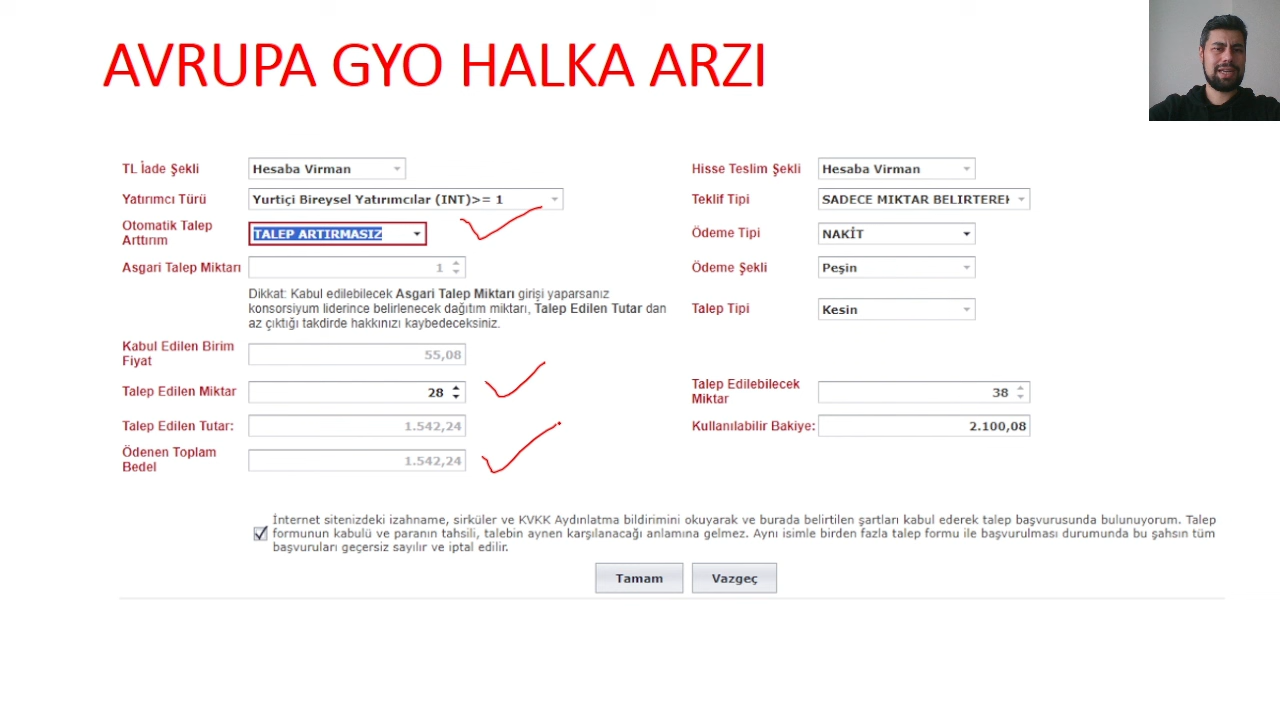 AVRUPA GYO HALKA ARZI
TL İade Şekli Hesaba Virman Hisse Teslim Şekli Hesaba Virman
Yatırımcı Türü Yurtiçi Bireysel Yatırımcılar (INT)>= 1 Teklif Tipi SADECE MIKTAR BELIRTEREK
Otomatik Talep
Arttırım TALEP ARTIRMASIZ Ödeme Tipi NAKİT
Asgari Talep Miktarı 1 Ödeme Şekli Peşin
Dikkat: Kabul edilebilecek Asgari Talep Miktarı girişi yaparsanız
konsorsiyum liderince belirlenecek dağıtım miktarı, Talep Edilen Tutar dan
az çıktığı takdirde hakkınızı kaybedeceksiniz.
Talep Tipi Kesin
Kabul Edilen Birim
Fiyat 55,08
Talep Edilen Miktar 28
Talep Edilebilecek
Miktar 38
Talep Edilen Tutar: 1.542,24 Kullanılabilir Bakiye: 2.100,08
Ödenen Toplam
Bedel 1.542,24
İnternet sitenizdeki izahname, sirküler ve KVKK Aydınlatma bildirimini okuyarak ve burada belirtilen şartları kabul ederek talep başvurusunda bulunuyorum. Talep
formunun kabulü ve paranın tahsili, talebin aynen karşılanacağı anlamına gelmez. Aynı isimle birden fazla talep formu ile başvurulması durumunda bu şahsın tüm
başvuruları geçersiz sayılır ve iptal edilir.
Tamam Vazgeç